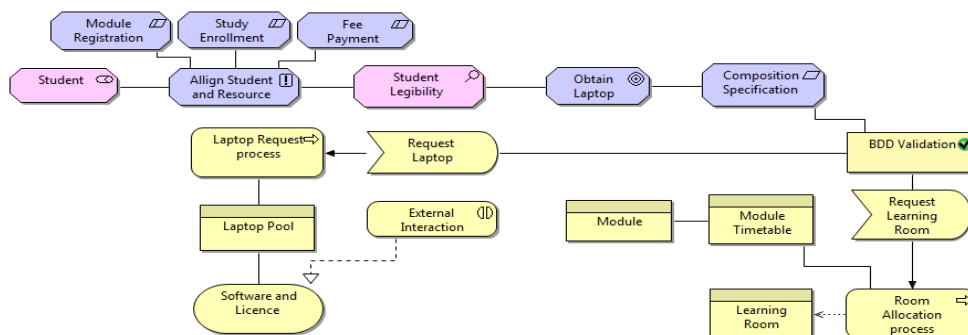 Module
Registration
Study
Enrollment
Fee
Payment
Student
Allign Student
and Resource
Student
Legibility
Obtain
Laptop
Composition
Specification
Laptop Request
process
Request
Laptop
BDD Validation
Laptop Pool
External
Interaction
Module
Module
Timetable
Request
Learning
Room
Software and
Licence
Learning
Room
Room
Allocation
process